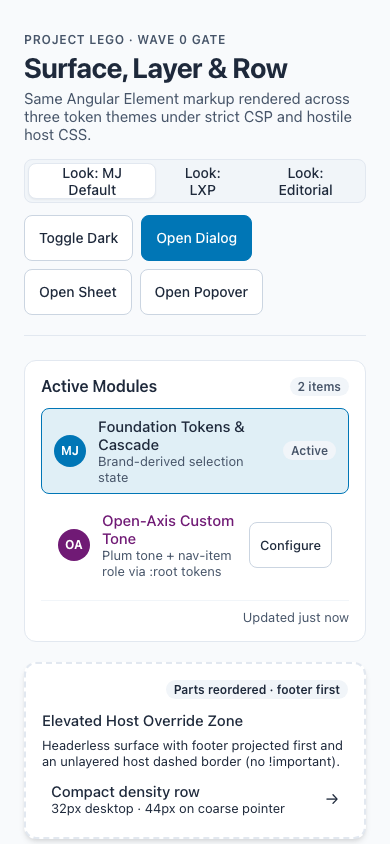 PROJECT LEGO · WAVE 0 GATE
Surface, Layer & Row
Same Angular Element markup rendered across
three token themes under strict CSP and hostile
host CSS.
Look: MJ
Default
Look:
LXP
Look:
Editorial
Toggle Dark
Open Dialog
Open Sheet
Open Popover
Active Modules
2 items
MJ
Foundation Tokens &
Cascade
Brand-derived selection
state
Active
OA
Open-Axis Custom
Tone
Plum tone + nav-item
role via :root tokens
Configure
Updated just now
Parts reordered · footer first
Elevated Host Override Zone
Headerless surface with footer projected first and
an unlayered host dashed border (no !important).
Compact density row
32px desktop · 44px on coarse pointer
→